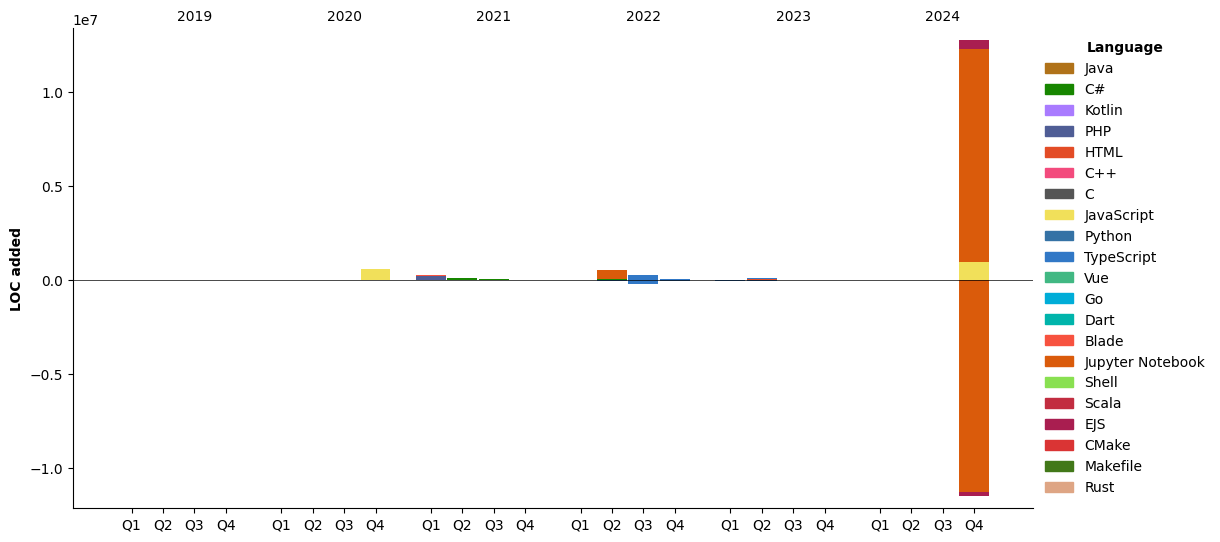 2019 2020 2021 2022 2023 2024
1e7
LOC added
1.0
0.5
0.0
−0.5
−1.0
Q1 Q2 Q3 Q4 Q1 Q2 Q3 Q4 Q1 Q2 Q3 Q4 Q1 Q2 Q3 Q4 Q1 Q2 Q3 Q4 Q1 Q2 Q3 Q4
Language
Java
C#
Kotlin
PHP
HTML
C++
C
JavaScript
Python
TypeScript
Vue
Go
Dart
Blade
Jupyter Notebook
Shell
Scala
EJS
CMake
Makefile
Rust